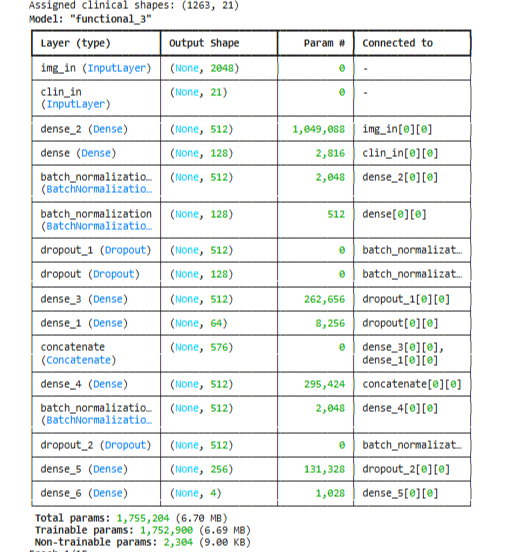 Assigned clinical shapes: (1263, 21)
Model: "functional_3"
Layer (type) Output Shape Param # Connected to
img_in (InputLayer) (None, 2048) 0 -
clin_in (None, 21) 0 -
(InputLayer)
dense_2 (Dense) (None, 512) 1,049,088 img_in[0][0]
dense (Dense) (None, 128) 2,816 clin_in[0][0]
batch_normalizatio… (None, 512) 2,048 dense_2[0][0]
(BatchNormalizatio…
batch_normalization (None, 128) 512 dense[0][0]
(BatchNormalizatio…
dropout_1 (Dropout) (None, 512) 0 batch_normalizat…
dropout (Dropout) (None, 128) 0 batch_normalizat…
dense_3 (Dense) (None, 512) 262,656 dropout_1[0][0]
dense_1 (Dense) (None, 64) 8,256 dropout[0][0]
concatenate (None, 576) 0 dense_3[0][0],
(Concatenate) dense_1[0][0]
dense_4 (Dense) (None, 512) 295,424 concatenate[0][0]
batch_normalizatio… (None, 512) 2,048 dense_4[0][0]
(BatchNormalizatio…
dropout_2 (Dropout) (None, 512) 0 batch_normalizat…
dense_5 (Dense) (None, 256) 131,328 dropout_2[0][0]
dense_6 (Dense) (None, 4) 1,028 dense_5[0][0]
Total params: 1,755,204 (6.70 MB)
Trainable params: 1,752,900 (6.69 MB)
Non-trainable params: 2,304 (9.00 KB)